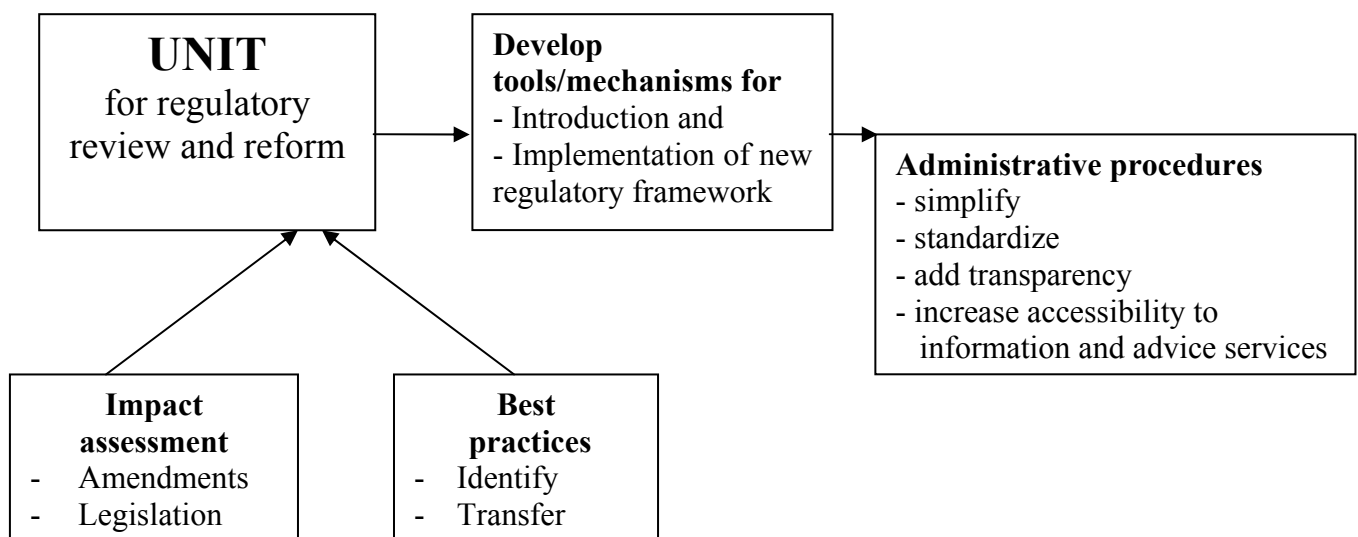 UNIT
for regulatory
review and reform
Develop
tools/mechanisms for
- Introduction and
- Implementation of new
regulatory framework
Administrative procedures
- simplify
- standardize
- add transparency
- increase accessibility to
information and advice services
Impact
assessment
- Amendments
- Legislation
Best
practices
- Identify
- Transfer